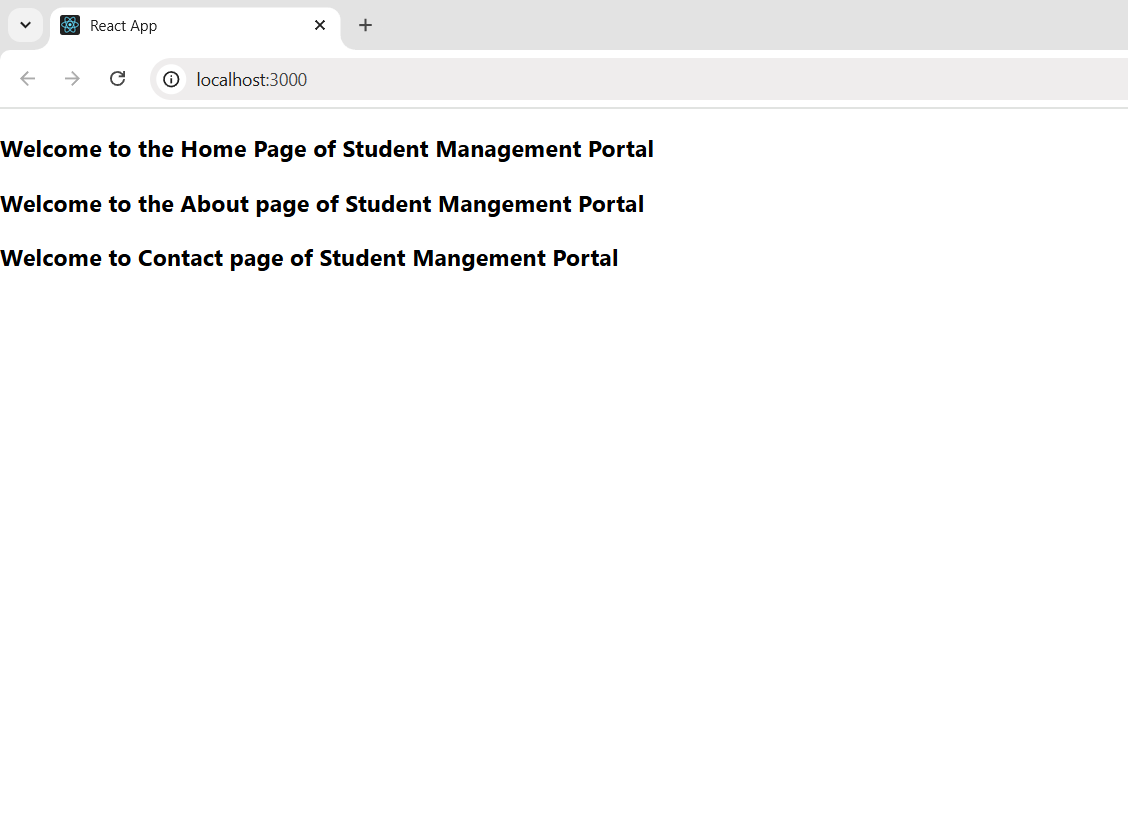 React App
localhost:3000
Welcome to the Home Page of Student Management Portal
Welcome to the About page of Student Mangement Portal
Welcome to Contact page of Student Mangement Portal